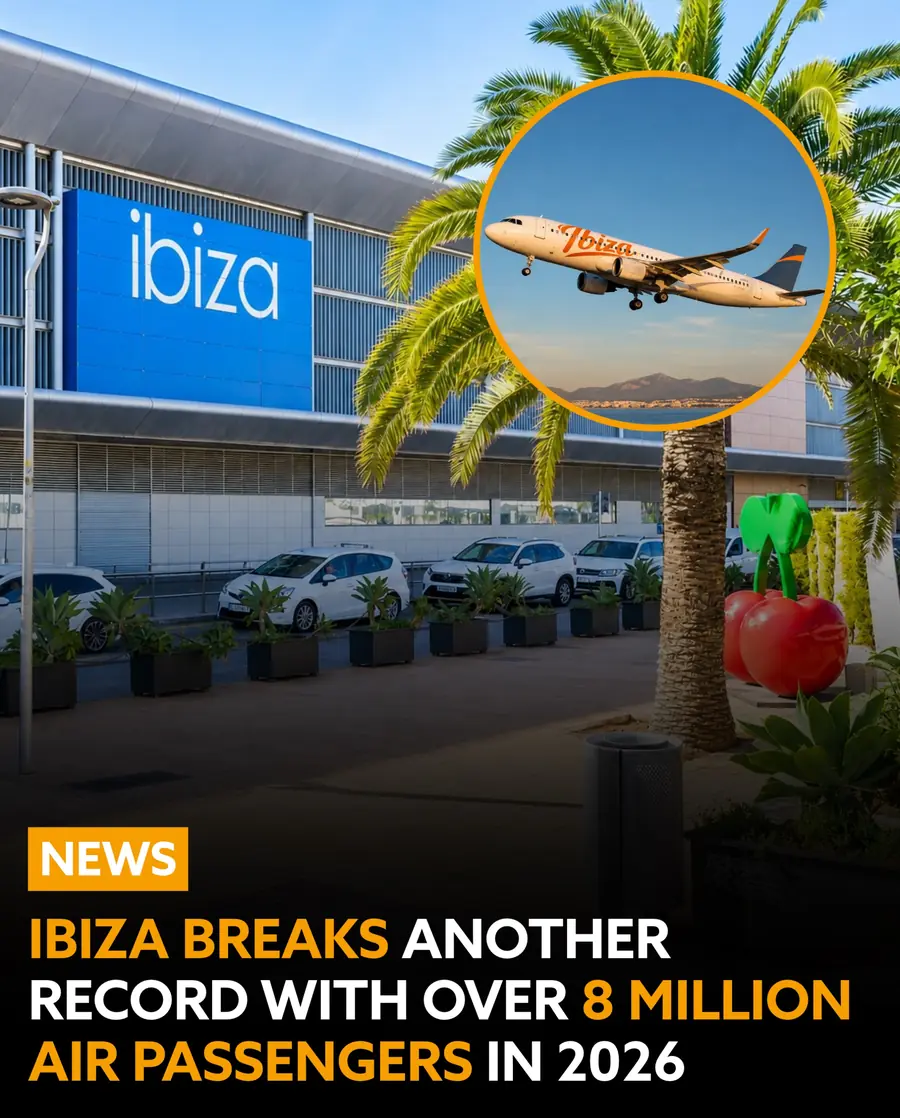 ibiza
Ibiza
NEWS
IBIZA BREAKS ANOTHER
RECORD WITH OVER 8 MILLION
AIR PASSENGERS IN 2026